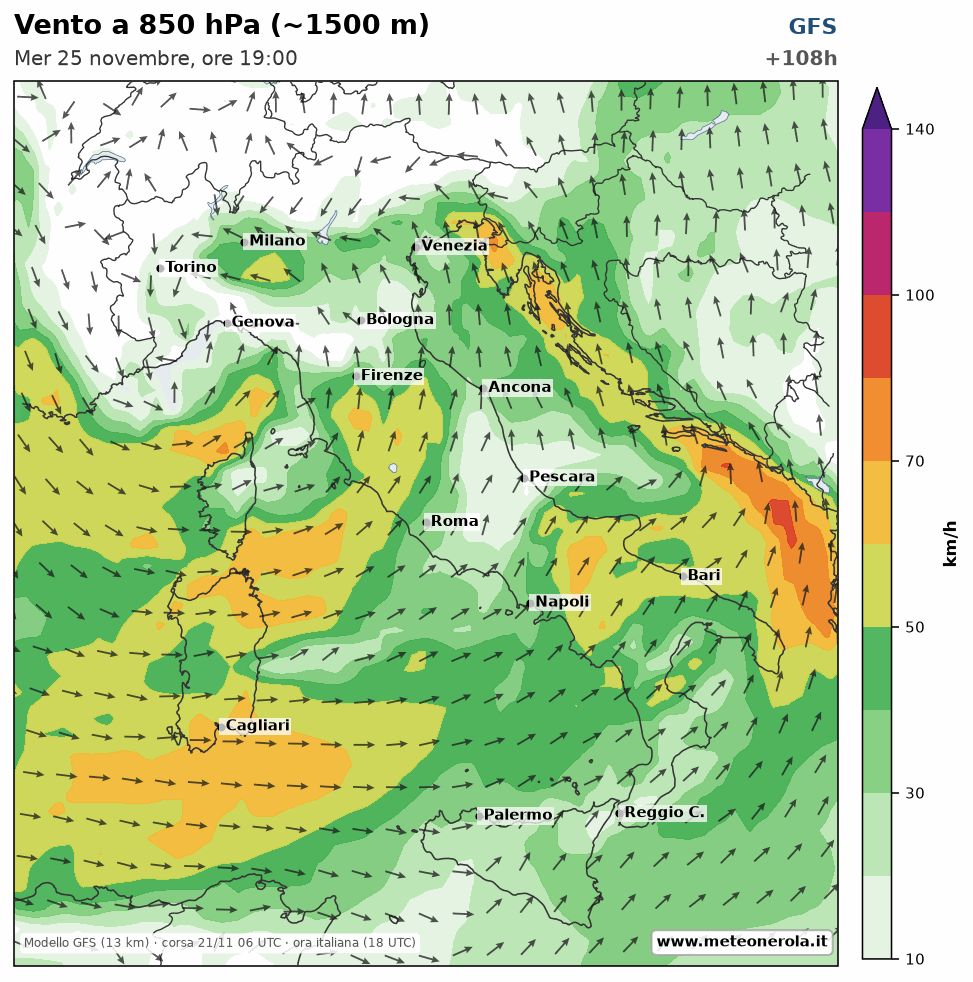 Vento a 850 hPa (~1500 m)
GFS
Mer 25 novembre, ore 19:00
+108h
140
Milano
Venezia
Torino
100
Genova
Bologna
Firenze
Ancona
70
Pescara
Roma
km/h
Bari
Napoli
50
Cagliari
30
Palermo
Reggio C.
Modello GFS (13 km) · corsa 21/11 06 UTC · ora italiana (18 UTC)
www.meteonerola.it
10